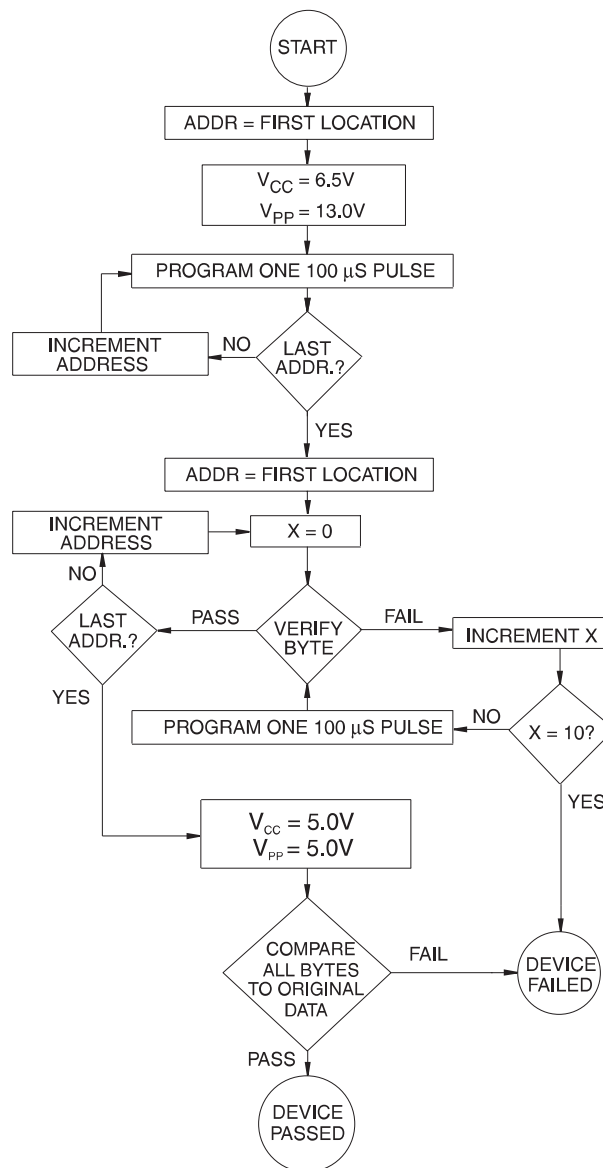 START
ADDR = FIRST LOCATION
VCC = 6.5V
VPP = 13.0V
PROGRAM ONE 100 µS PULSE
INCREMENT
ADDRESS
NO
LAST
ADDR.?
YES
ADDR = FIRST LOCATION
INCREMENT
ADDRESS
X = 0
NO
LAST
ADDR.?
PASS
VERIFY
BYTE
FAIL
INCREMENT X
YES
PROGRAM ONE 100 µS PULSE
NO
X = 10?
YES
VCC = 5.0V
VPP = 5.0V
COMPARE
ALL BYTES
TO ORIGINAL
DATA
FAIL
DEVICE
FAILED
PASS
DEVICE
PASSED